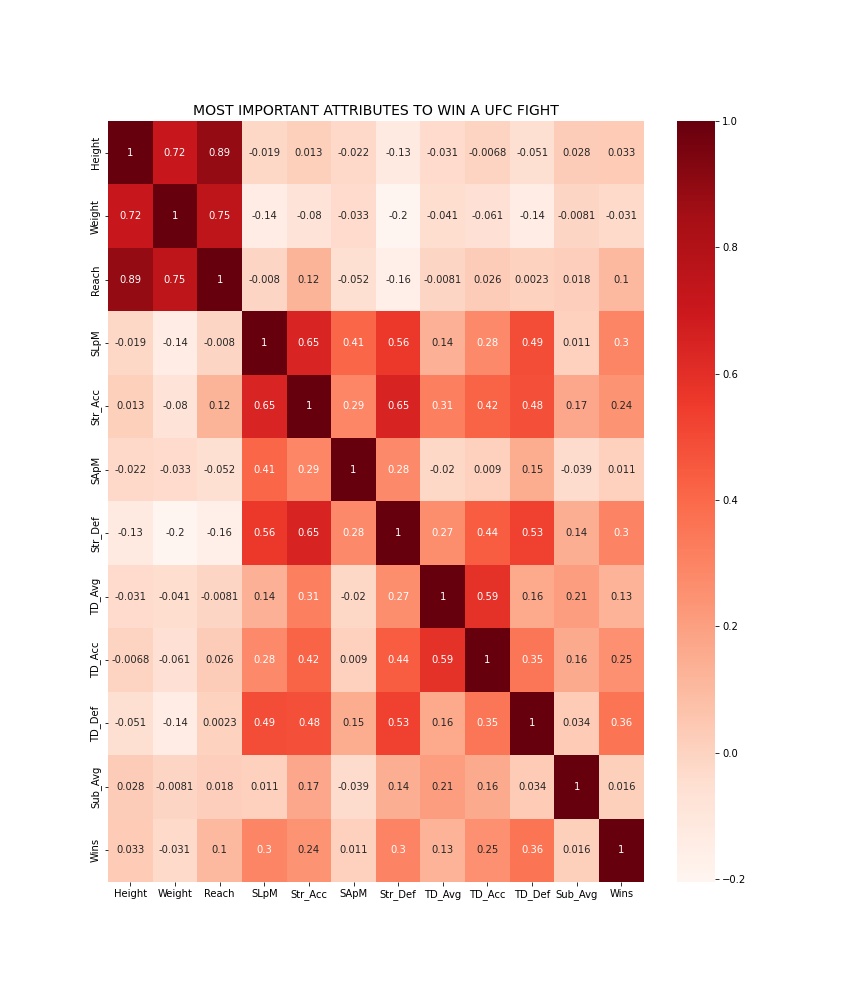 MOST IMPORTANT ATTRIBUTES TO WIN A UFC FIGHT
Height 1 0.72 0.89 -0.019 0.013 -0.022 -0.13 -0.031 -0.0068 -0.051 0.028 0.033
Weight 0.72 1 0.75 -0.14 -0.08 -0.033 -0.2 -0.041 -0.061 -0.14 -0.0081 -0.031
Reach 0.89 0.75 1 -0.008 0.12 -0.052 -0.16 -0.0081 0.026 0.0023 0.018 0.1
SLpM -0.019 -0.14 -0.008 1 0.65 0.41 0.56 0.14 0.28 0.49 0.011 0.3
Str_Acc 0.013 -0.08 0.12 0.65 1 0.29 0.65 0.31 0.42 0.48 0.17 0.24
SApM -0.022 -0.033 -0.052 0.41 0.29 1 0.28 -0.02 0.009 0.15 -0.039 0.011
Str_Def -0.13 -0.2 -0.16 0.56 0.65 0.28 1 0.27 0.44 0.53 0.14 0.3
TD_Avg -0.031 -0.041 -0.0081 0.14 0.31 -0.02 0.27 1 0.59 0.16 0.21 0.13
TD_Acc -0.0068 -0.061 0.026 0.28 0.42 0.009 0.44 0.59 1 0.35 0.16 0.25
TD_Def -0.051 -0.14 0.0023 0.49 0.48 0.15 0.53 0.16 0.35 1 0.034 0.36
Sub_Avg 0.028 -0.0081 0.018 0.011 0.17 -0.039 0.14 0.21 0.16 0.034 1 0.016
Wins 0.033 -0.031 0.1 0.3 0.24 0.011 0.3 0.13 0.25 0.36 0.016 1
Height Weight Reach SLpM Str_Acc SApM Str_Def TD_Avg TD_Acc TD_Def Sub_Avg Wins
1.0
0.8
0.6
0.4
0.2
0.0
−0.2